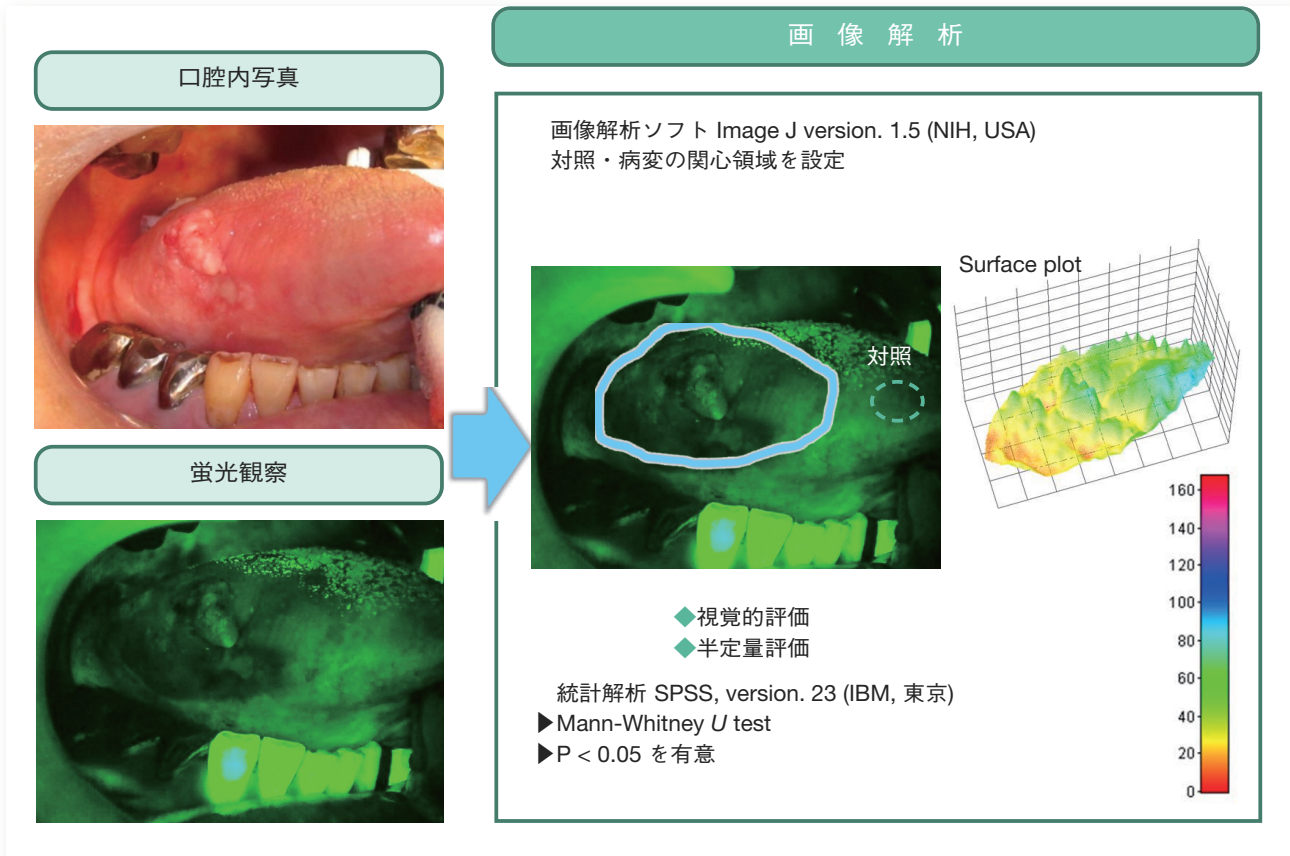 画像解析
口腔内写真
画像解析ソフト Image J version. 1.5 (NIH, USA)
対照・病変の関心領域を設定
Surface plot
対照
蛍光観察
160
140
120
100
80
60
40
20
0
◆視覚的評価
◆半定量評価
統計解析 SPSS, version. 23 (IBM, 東京)
▶Mann-Whitney U test
▶P < 0.05 を有意